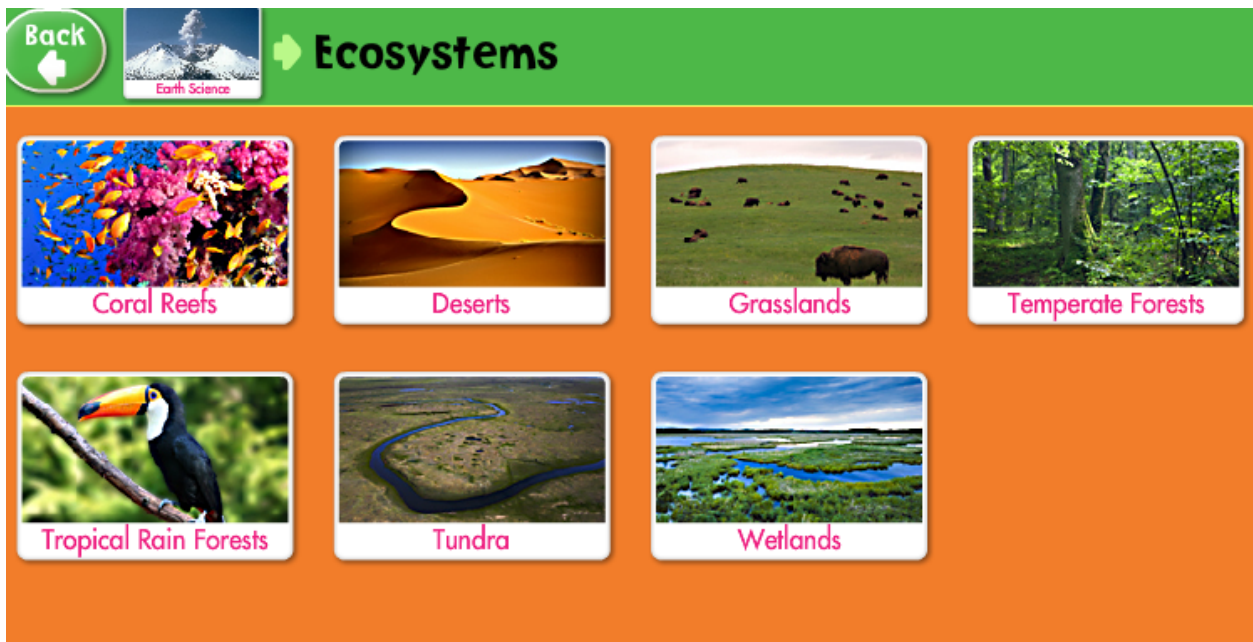 Back
Earth Science
Ecosystems
Coral Reefs
Deserts
Grasslands
Temperate Forests
Tropical Rain Forests
Tundra
Wetlands